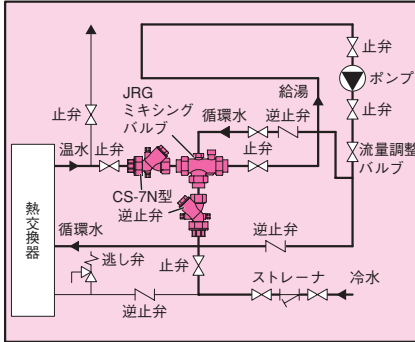 止弁
ポンプ
JRG
ミキシング
バルブ
給湯
止弁
循環水
逆止弁
止弁
温水
止弁
止弁
流量調整
バルブ
CS-7N型
逆止弁
熱交換器
循環水
逆止弁
逃し弁
止弁
ストレーナ
冷水
逆止弁